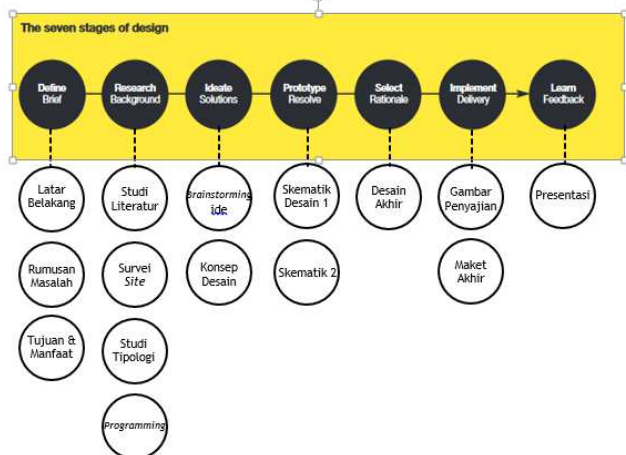 The seven stages of design
Define
Brief
Research
Background
Ideate
Solutions
Prototype
Resolve
Select
Rationale
Implement
Delivery
Learn
Feedback
Latar
Belakang
Studi
Literatur
Brainstorming
ide
Skematik
Desain 1
Desain
Akhir
Gambar
Penyajian
Presentasi
Rumusan
Masalah
Survei
Site
Konsep
Desain
Skematik 2
Maket
Akhir
Tujuan &
Manfaat
Studi
Tipologi
Programming